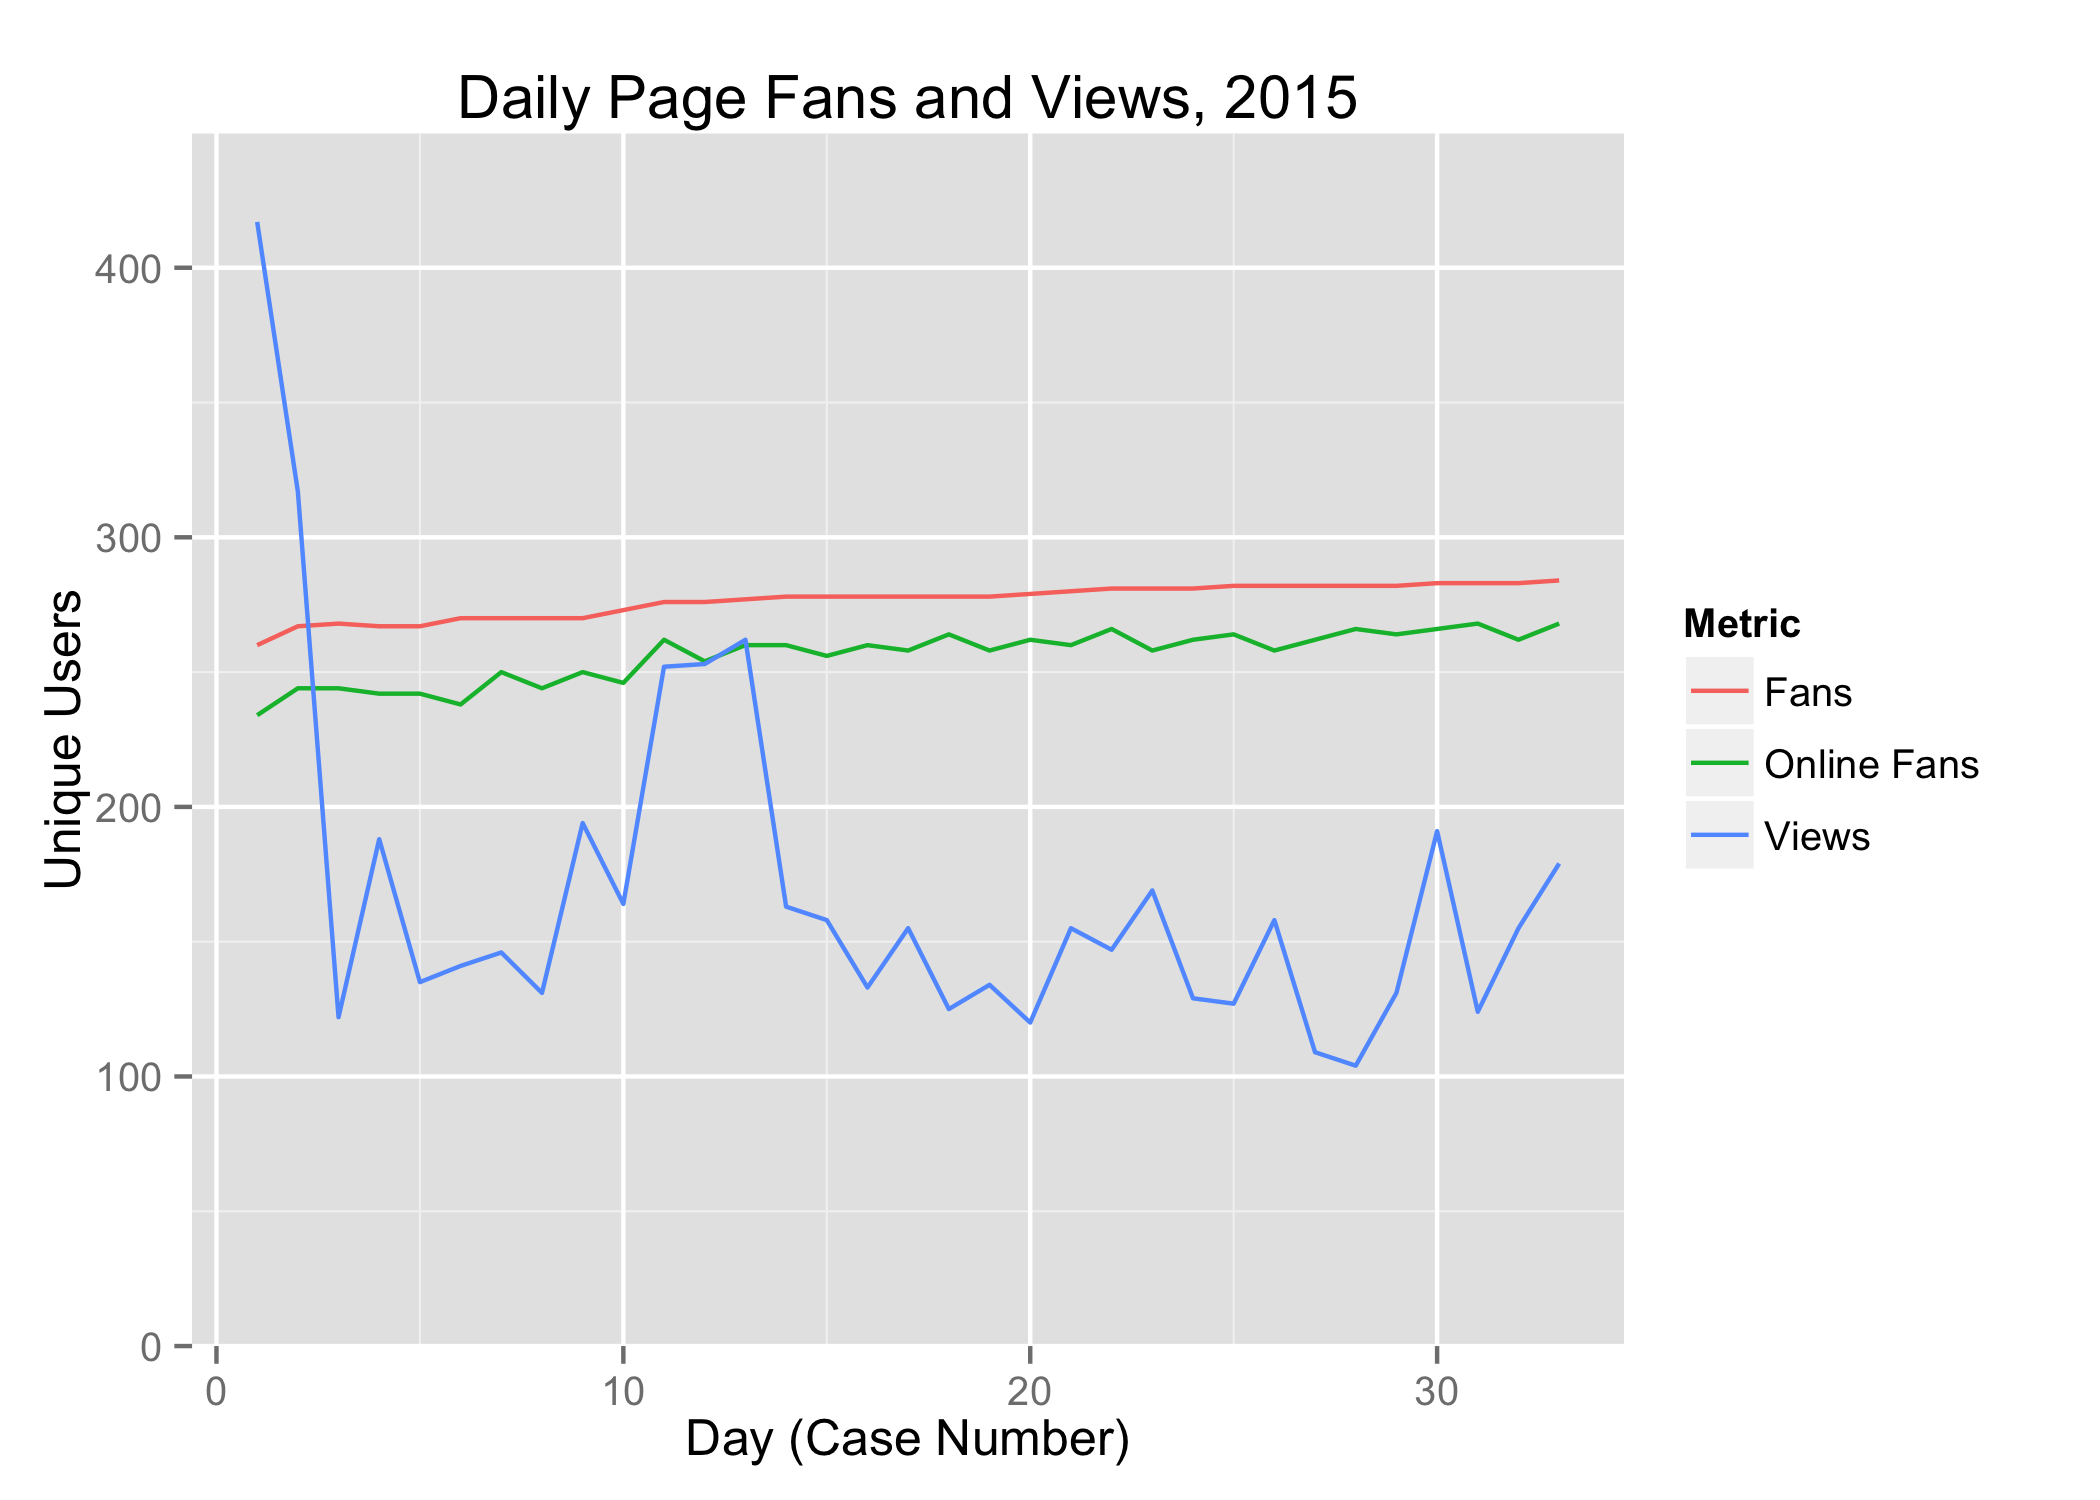 Daily Page Fans and Views, 2015
400
300
200
100
0
Unique Users
0 10 20 30
Day (Case Number)
Metric
Fans
Online Fans
Views